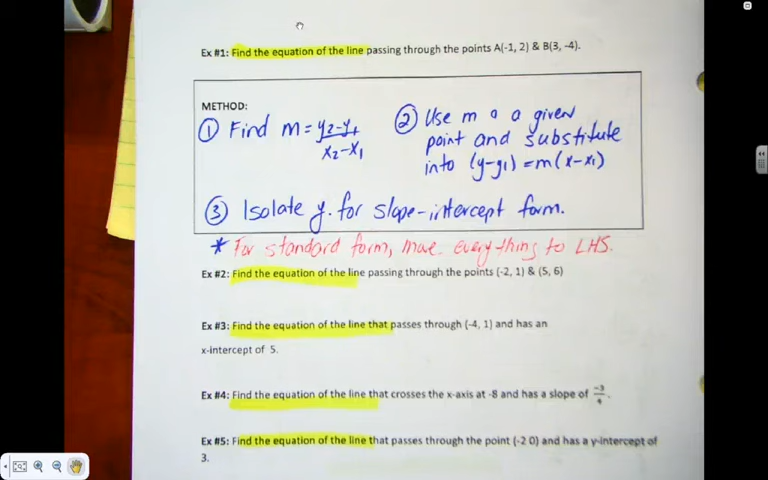 Ex #1: Find the equation of the line passing through the points A(-1, 2) & B(3, -4).
METHOD:
① Find m = y₂-y₁
x₂-x₁
② Use m & a given
point and substitute
into (y-y₁) = m(x-x₁)
③ Isolate y. for slope-intercept form.
* For standard form, move everything to LHS.
Ex #2: Find the equation of the line passing through the points (-2, 1) & (5, 6)
Ex #3: Find the equation of the line that passes through (-4, 1) and has an
x-intercept of 5.
Ex #4: Find the equation of the line that crosses the x-axis at -8 and has a slope of -3/4.
Ex #5: Find the equation of the line that passes through the point (-2 0) and has a y-intercept of
3.